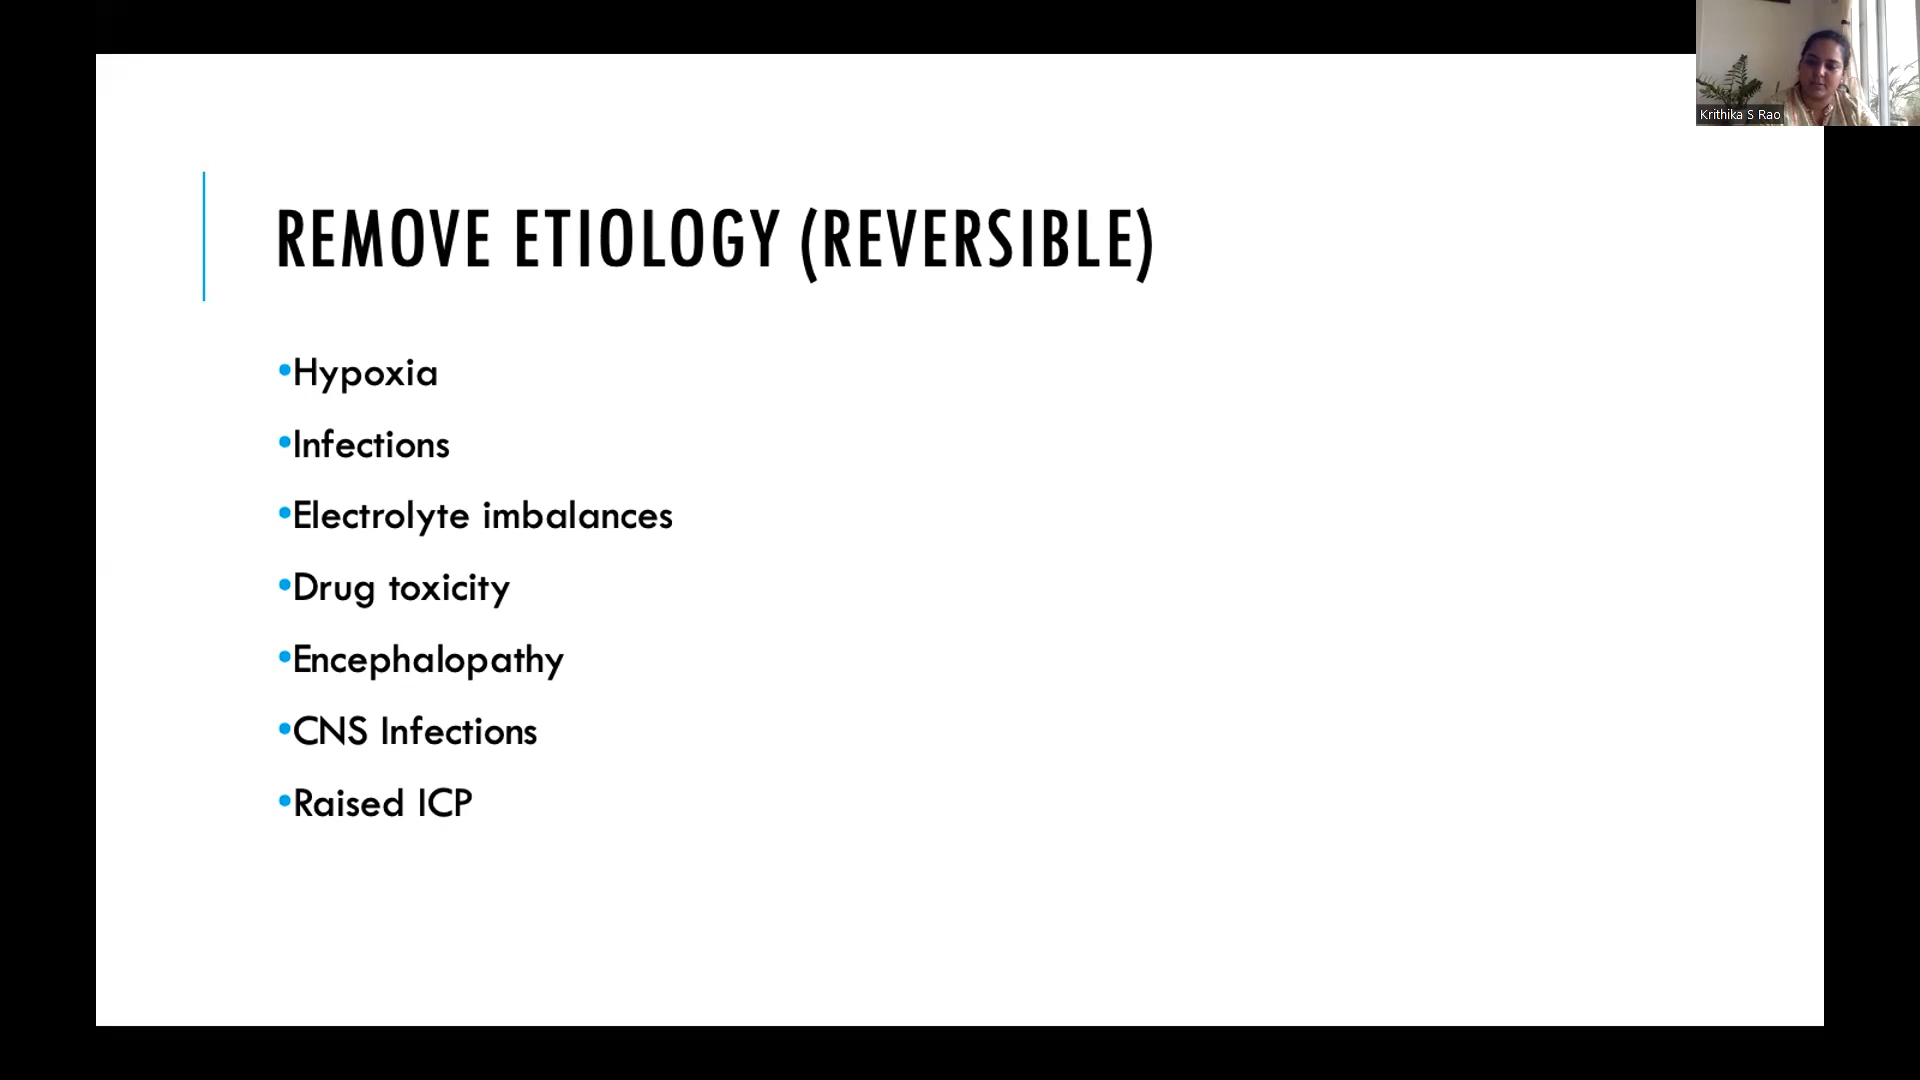 Krithika S Rao
REMOVE ETIOLOGY (REVERSIBLE)
•Hypoxia
•Infections
•Electrolyte imbalances
•Drug toxicity
•Encephalopathy
•CNS Infections
•Raised ICP